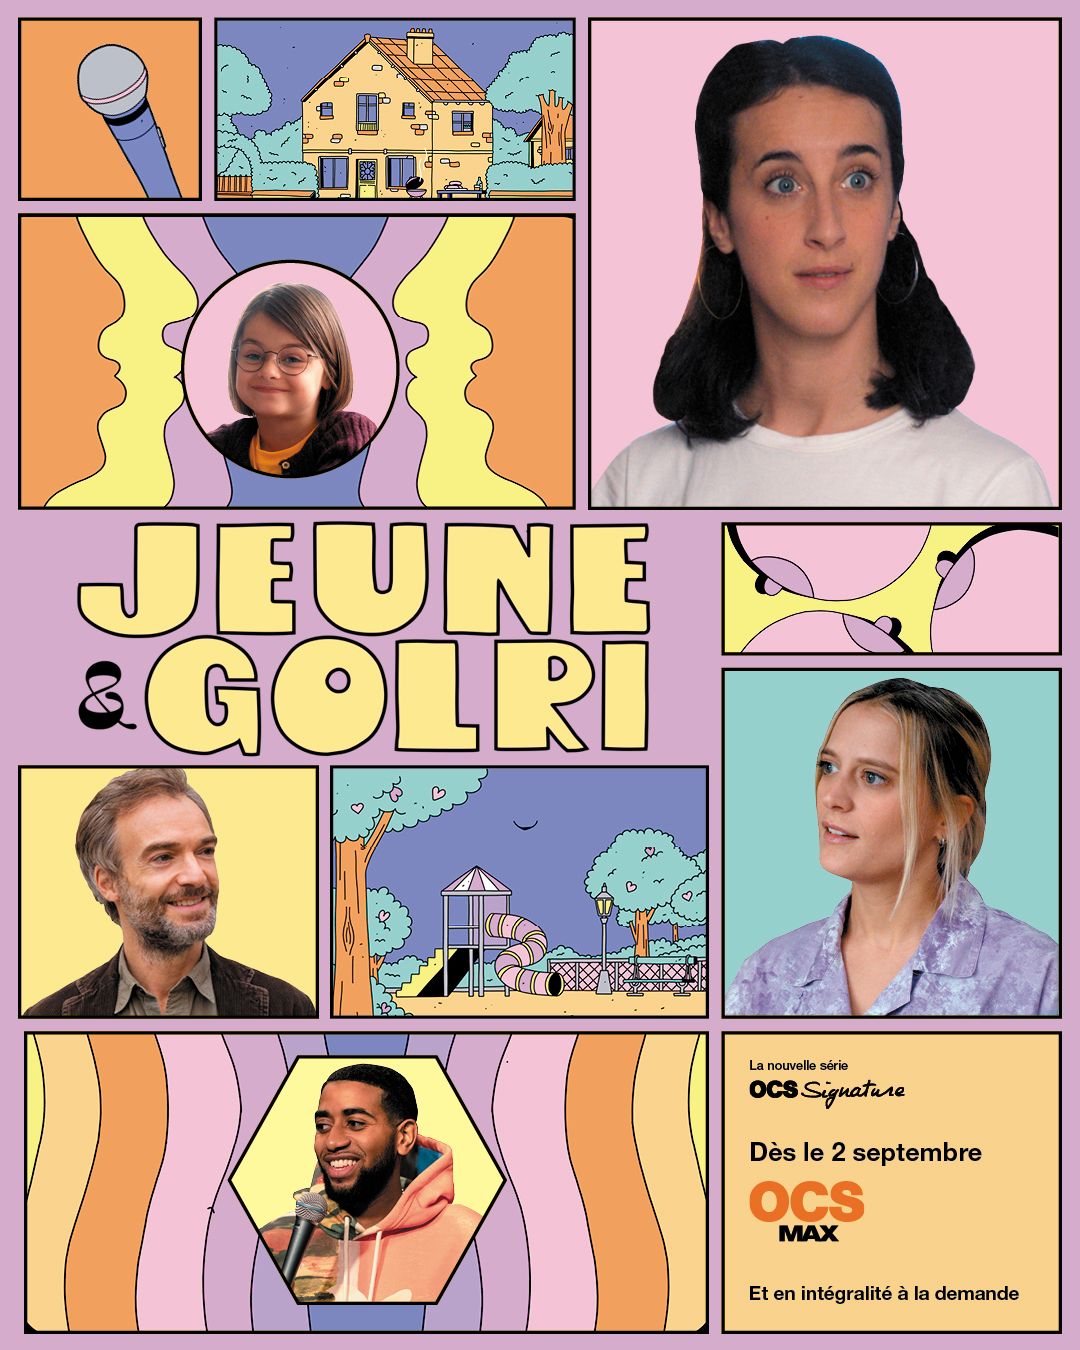 JEUNE
& GOLRI
La nouvelle série
OCS Signature
Dès le 2 septembre
OCS
MAX
Et en intégralité à la demande